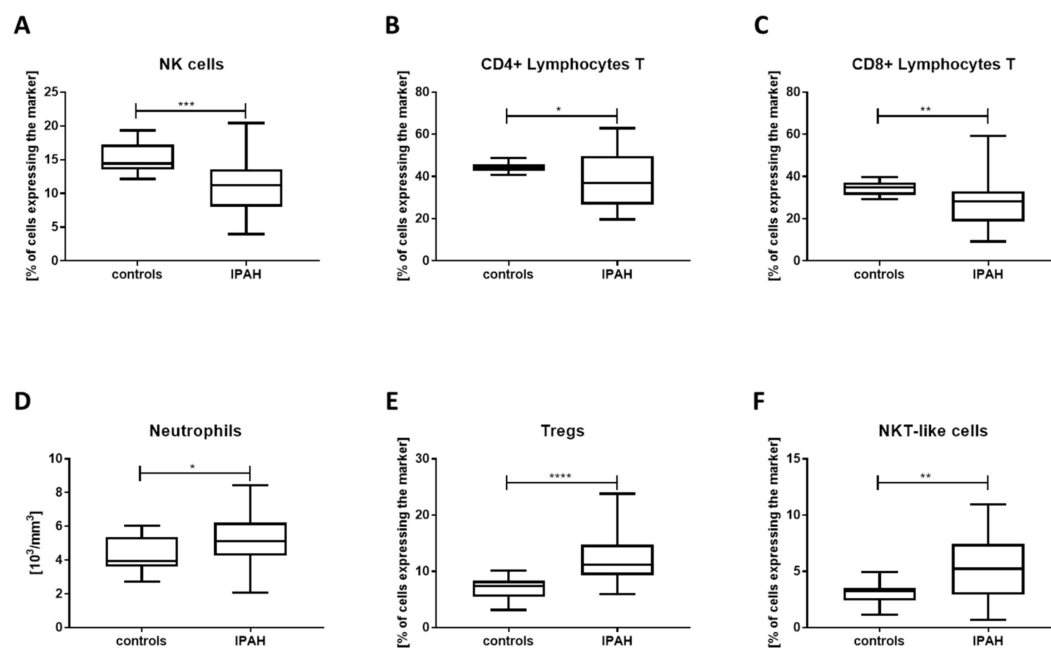 A
B
C
NK cells
CD4+ Lymphocytes T
CD8+ Lymphocytes T
[% of cells expressing the marker]
25
20
15
10
5
0
***
controls
IPAH
[% of cells expressing the marker]
80
60
40
20
0
*
controls
IPAH
[% of cells expressing the marker]
80
60
40
20
0
**
controls
IPAH
D
E
F
Neutrophils
Tregs
NKT-like cells
[10³/mm³]
10
8
6
4
2
0
*
controls
IPAH
[% of cells expressing the marker]
30
20
10
0
****
controls
IPAH
[% of cells expressing the marker]
15
10
5
0
**
controls
IPAH